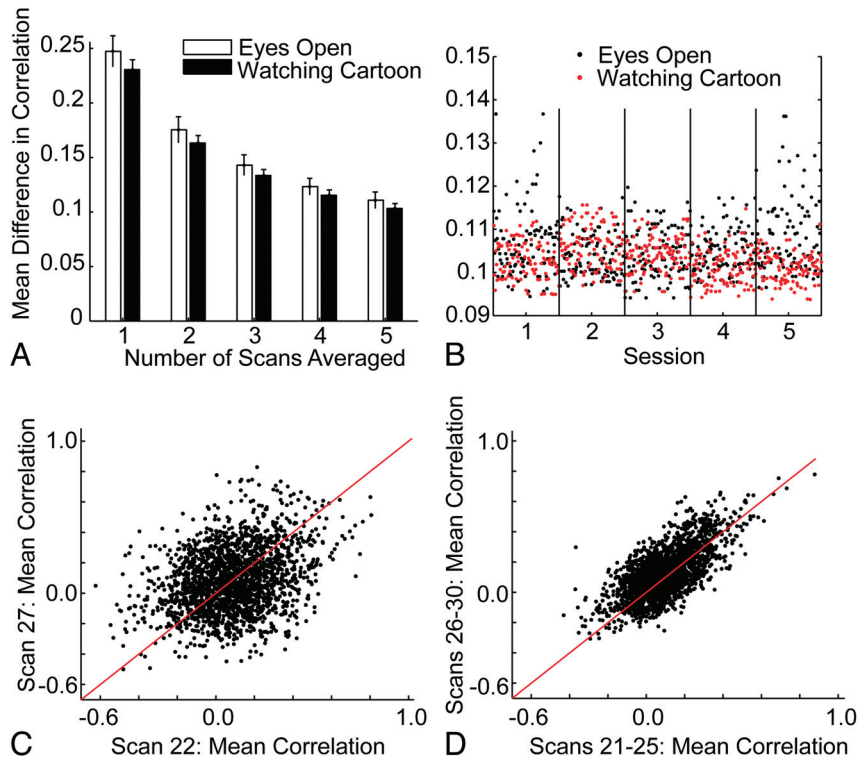 Mean Difference in Correlation
0.25
0.2
0.15
0.1
0.05
0
Eyes Open
Watching Cartoon
1 2 3 4 5
Number of Scans Averaged
A
0.15
0.14
0.13
0.12
0.11
0.1
0.09
Eyes Open
Watching Cartoon
1 2 3 4 5
Session
B
Scan 27: Mean Correlation
1.0
0.0
-0.6
-0.6 0.0 1.0
Scan 22: Mean Correlation
C
Scans 26-30: Mean Correlation
1.0
0.0
-0.6
-0.6 0.0 1.0
Scans 21-25: Mean Correlation
D